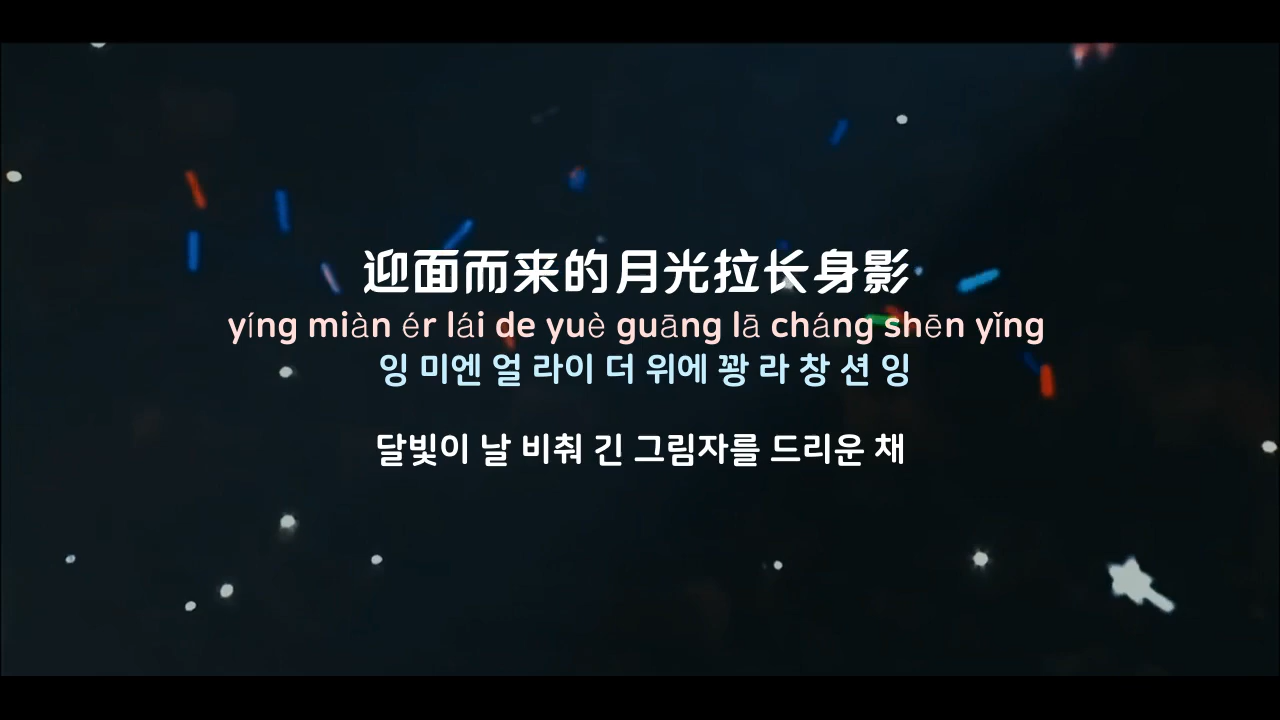 迎面而来的月光拉长身影
yíng miàn ér lái de yuè guāng lā cháng shēn yǐng
잉 미엔 얼 라이 더 위에 꽝 라 창 션 잉
달빛이 날 비춰 긴 그림자를 드리운 채